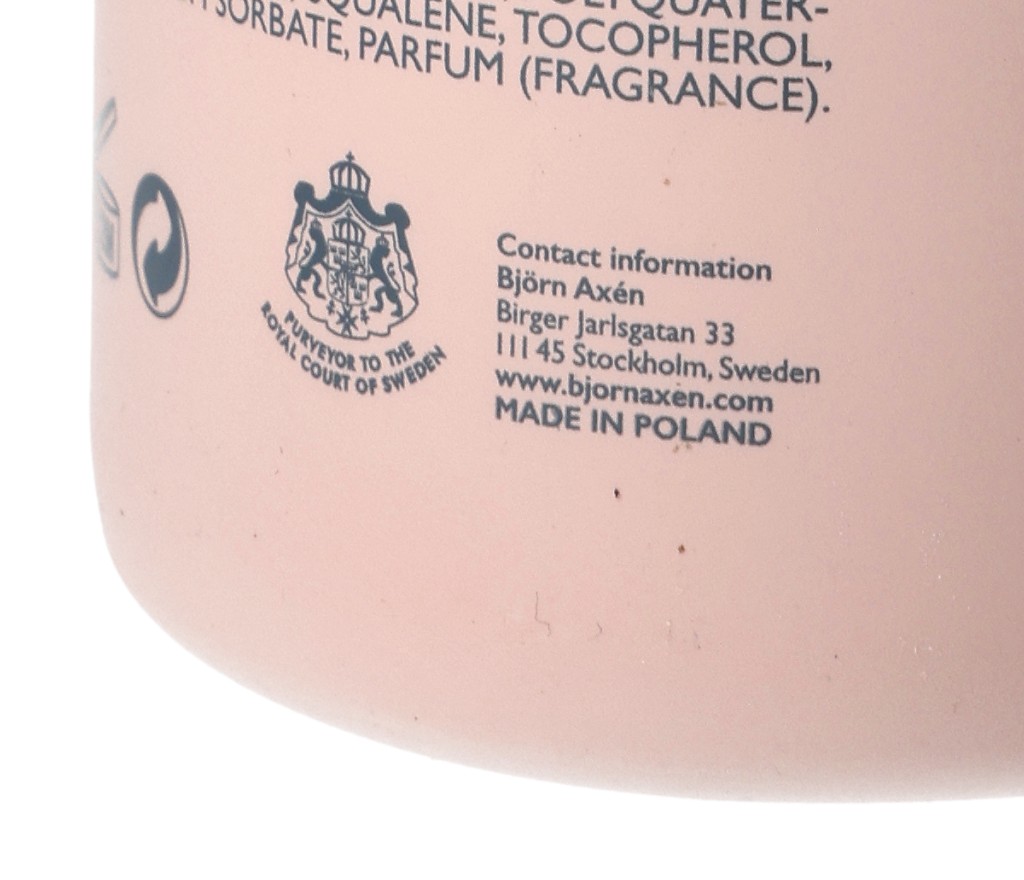 SQUALENE, TOCOPHEROL,
SORBATE, PARFUM (FRAGRANCE).
PURVEYOR TO THE
ROYAL COURT OF SWEDEN
Contact information
Björn Axén
Birger Jarlsgatan 33
111 45 Stockholm, Sweden
www.bjornaxen.com
MADE IN POLAND